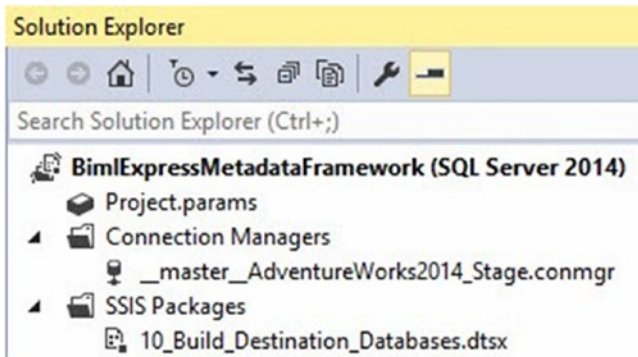 Solution Explorer
Search Solution Explorer (Ctrl+;)
BimlExpressMetadataFramework (SQL Server 2014)
Project.params
Connection Managers
__master__AdventureWorks2014_Stage.conmgr
SSIS Packages
10_Build_Destination_Databases.dtsx